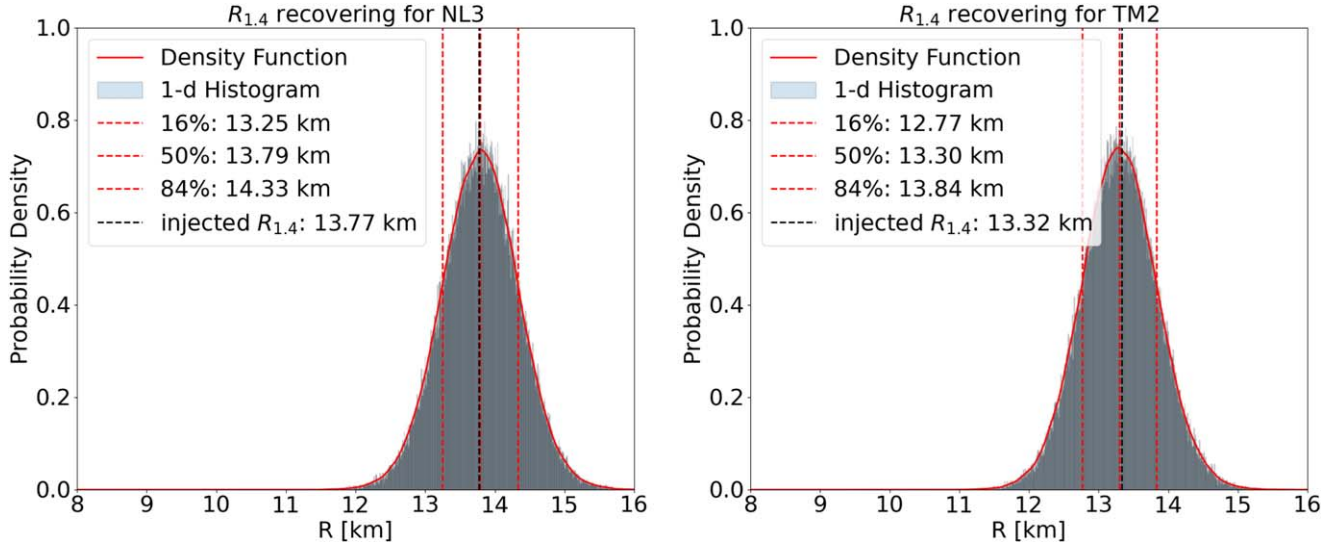 R₁.₄ recovering for NL3
Probability Density
1.0
0.8
0.6
0.4
0.2
0.0
Density Function
1-d Histogram
16%: 13.25 km
50%: 13.79 km
84%: 14.33 km
injected R₁.₄: 13.77 km
8 9 10 11 12 13 14 15 16
R [km]
R₁.₄ recovering for TM2
Probability Density
1.0
0.8
0.6
0.4
0.2
0.0
Density Function
1-d Histogram
16%: 12.77 km
50%: 13.30 km
84%: 13.84 km
injected R₁.₄: 13.32 km
8 9 10 11 12 13 14 15 16
R [km]